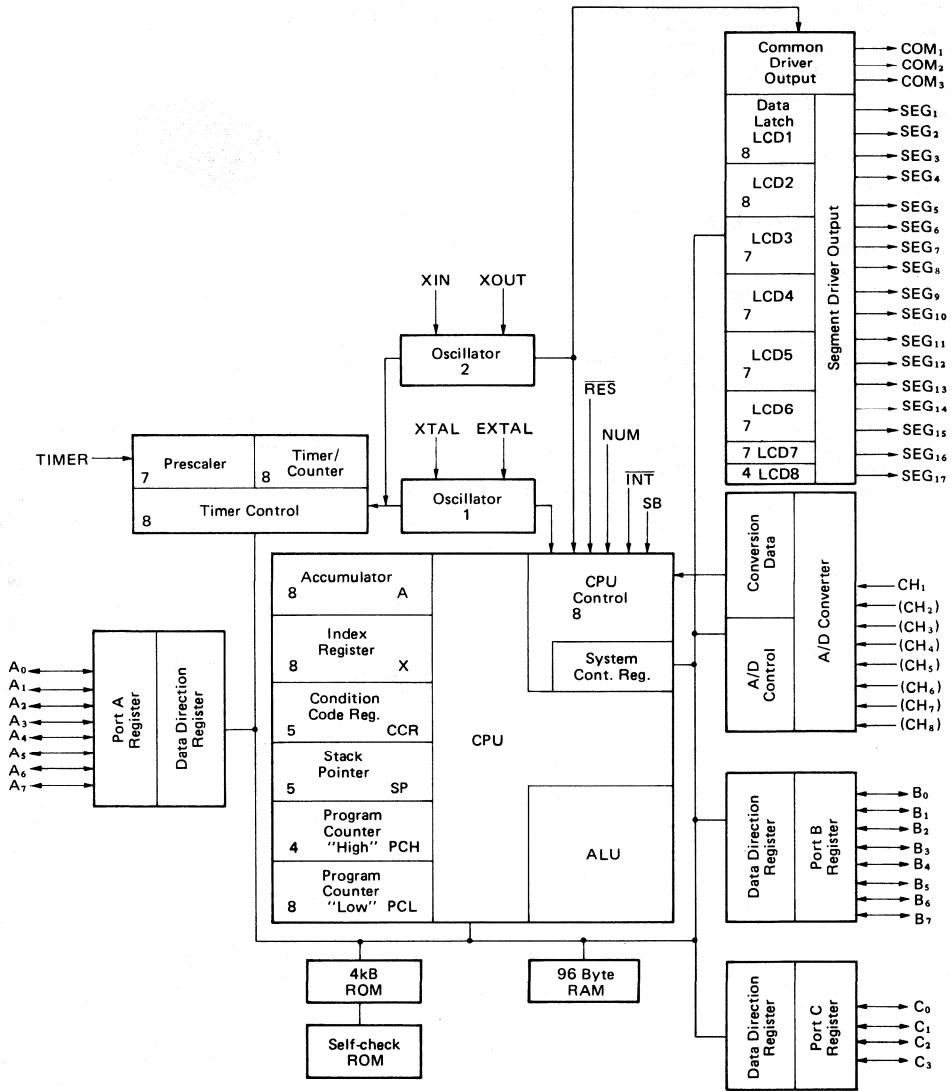 Common
Driver
Output
COM₁
COM₂
COM₃
Data
Latch
LCD1
8
LCD2
8
LCD3
7
LCD4
7
LCD5
7
LCD6
7
7 LCD7
4 LCD8
Segment Driver Output
SEG₁
SEG₂
SEG₃
SEG₄
SEG₅
SEG₆
SEG₇
SEG₈
SEG₉
SEG₁₀
SEG₁₁
SEG₁₂
SEG₁₃
SEG₁₄
SEG₁₅
SEG₁₆
SEG₁₇
XIN XOUT
Oscillator
2
XTAL EXTAL
Oscillator
1
RES
NUM
INT
SB
TIMER
Prescaler
7
Timer/
Counter
8
Timer Control
8
Accumulator
8 A
Index
Register
8 X
Condition
Code Reg.
5 CCR
Stack
Pointer
5 SP
Program
Counter
4 "High" PCH
Program
Counter
8 "Low" PCL
CPU
CPU
Control
8
System
Cont. Reg.
ALU
Conversion
Data
A/D
Control
A/D Converter
CH₁
(CH₂)
(CH₃)
(CH₄)
(CH₅)
(CH₆)
(CH₇)
(CH₈)
A₀
A₁
A₂
A₃
A₄
A₅
A₆
A₇
Port A
Register
Data Direction
Register
Data Direction
Register
Port B
Register
B₀
B₁
B₂
B₃
B₄
B₅
B₆
B₇
4kB
ROM
Self-check
ROM
96 Byte
RAM
Data Direction
Register
Port C
Register
C₀
C₁
C₂
C₃